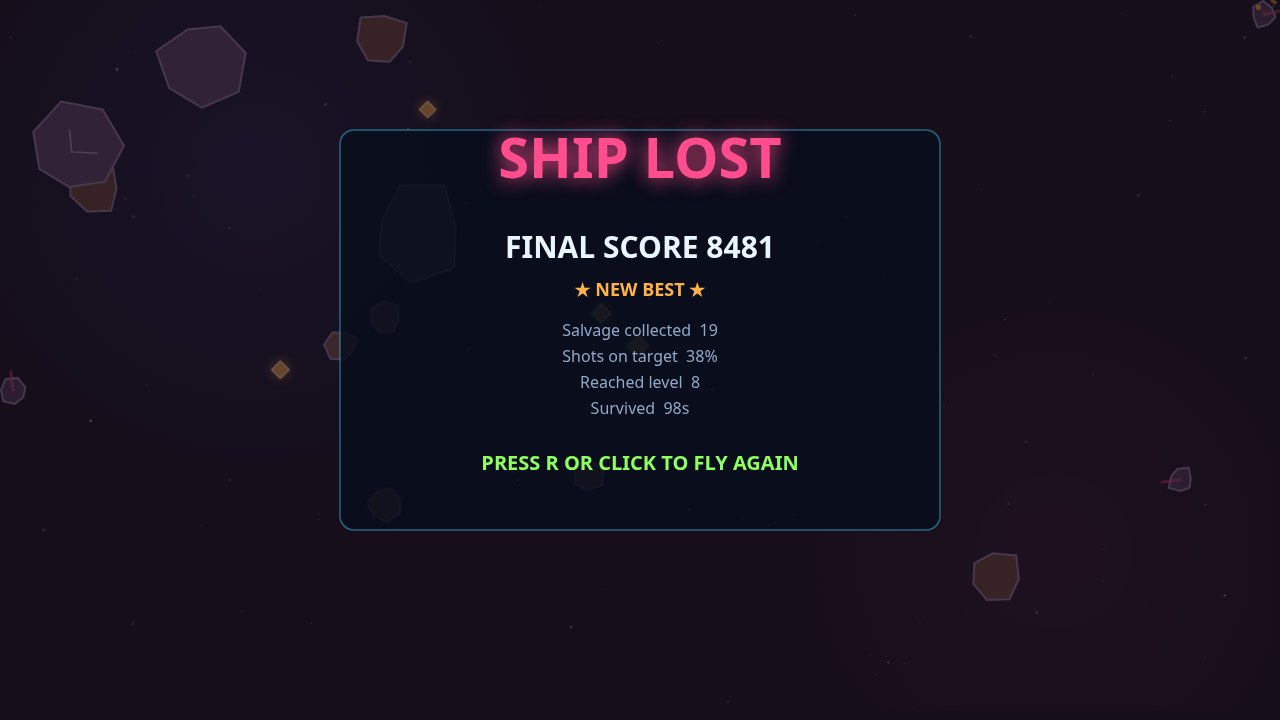 SHIP LOST
FINAL SCORE 8481
★ NEW BEST ★
Salvage collected 19
Shots on target 38%
Reached level 8
Survived 98s
PRESS R OR CLICK TO FLY AGAIN